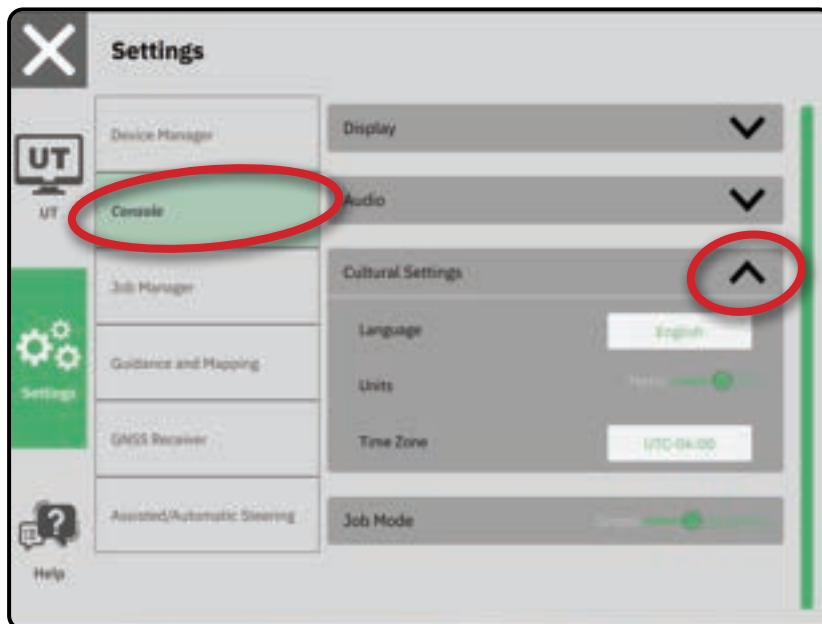 Settings
UT
UT
Settings
Help
Device Manager
Console
Job Manager
Guidance and Mapping
GNSS Receiver
Assisted/Automatic Steering
Display
Audio
Cultural Settings
Language
English
Units
Time Zone
UTC-06:00
Job Mode